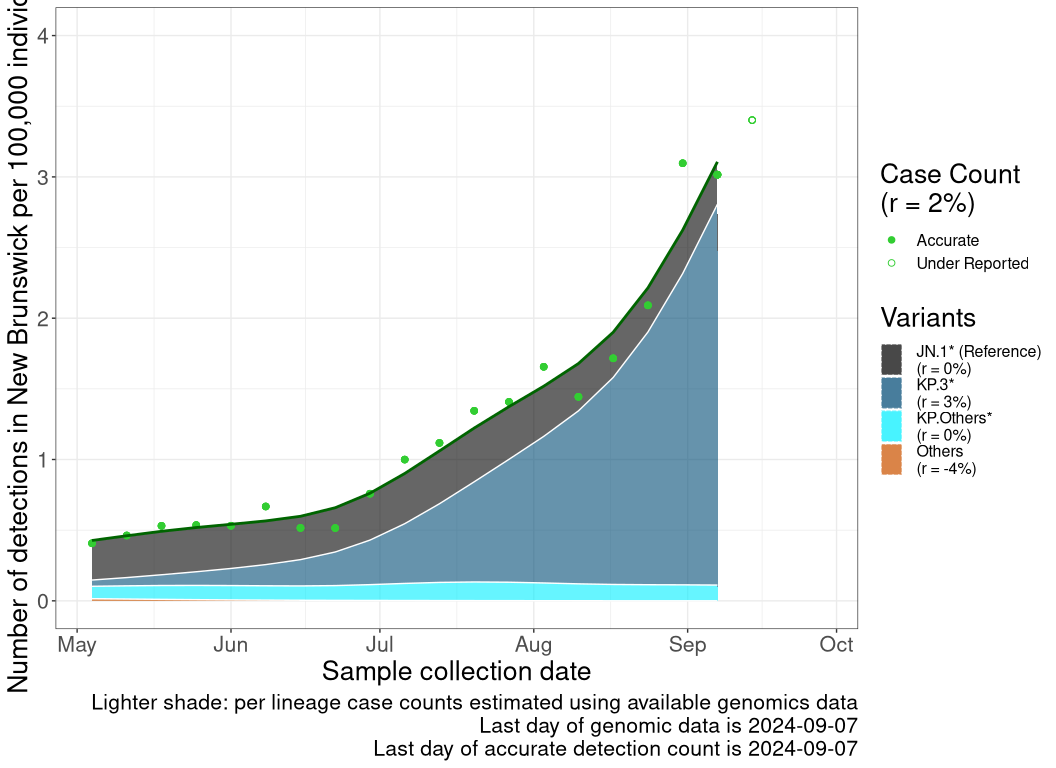 Number of detections in New Brunswick per 100,000
4
3
2
1
0
May Jun Jul Aug Sep Oct
Sample collection date
Lighter shade: per lineage case counts estimated using available genomics data
Last day of genomic data is 2024-09-07
Last day of accurate detection count is 2024-09-07
Case Count
(r = 2%)
Accurate
Under Reported
Variants
JN.1* (Reference)
(r = 0%)
KP.3*
(r = 3%)
KP.Others*
(r = 0%)
Others
(r = -4%)